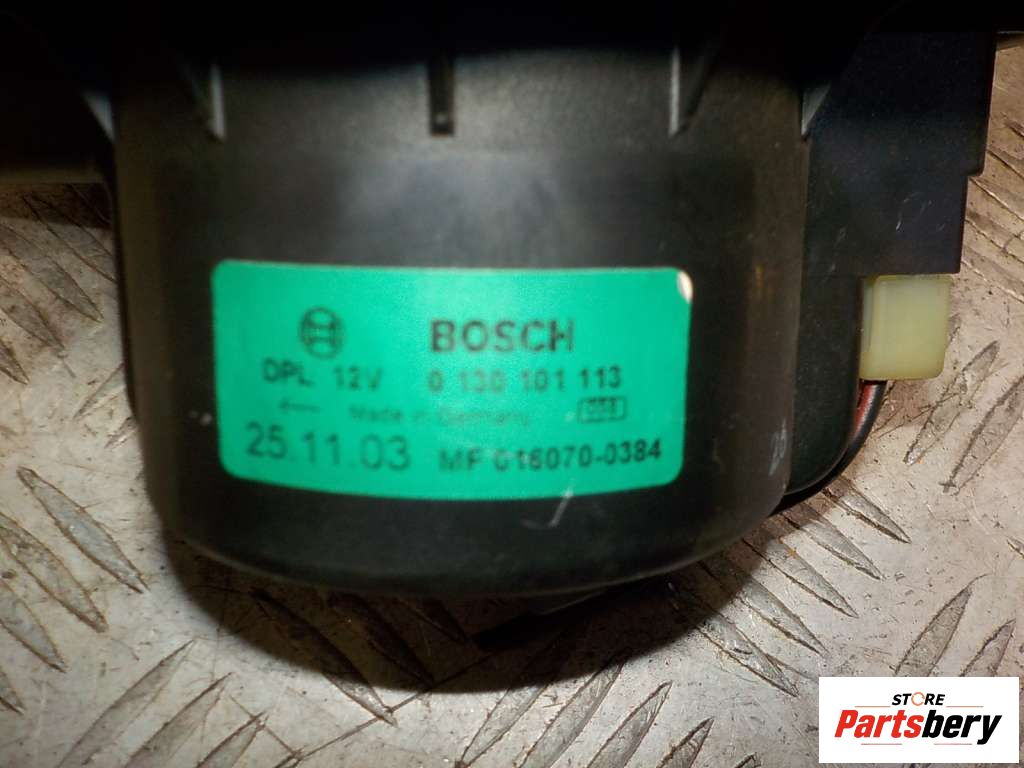 BOSCH
DPL 12V 0 130 101 113
Made in Germany
25.11.03 MF 016070-0384
STORE
Partsbery